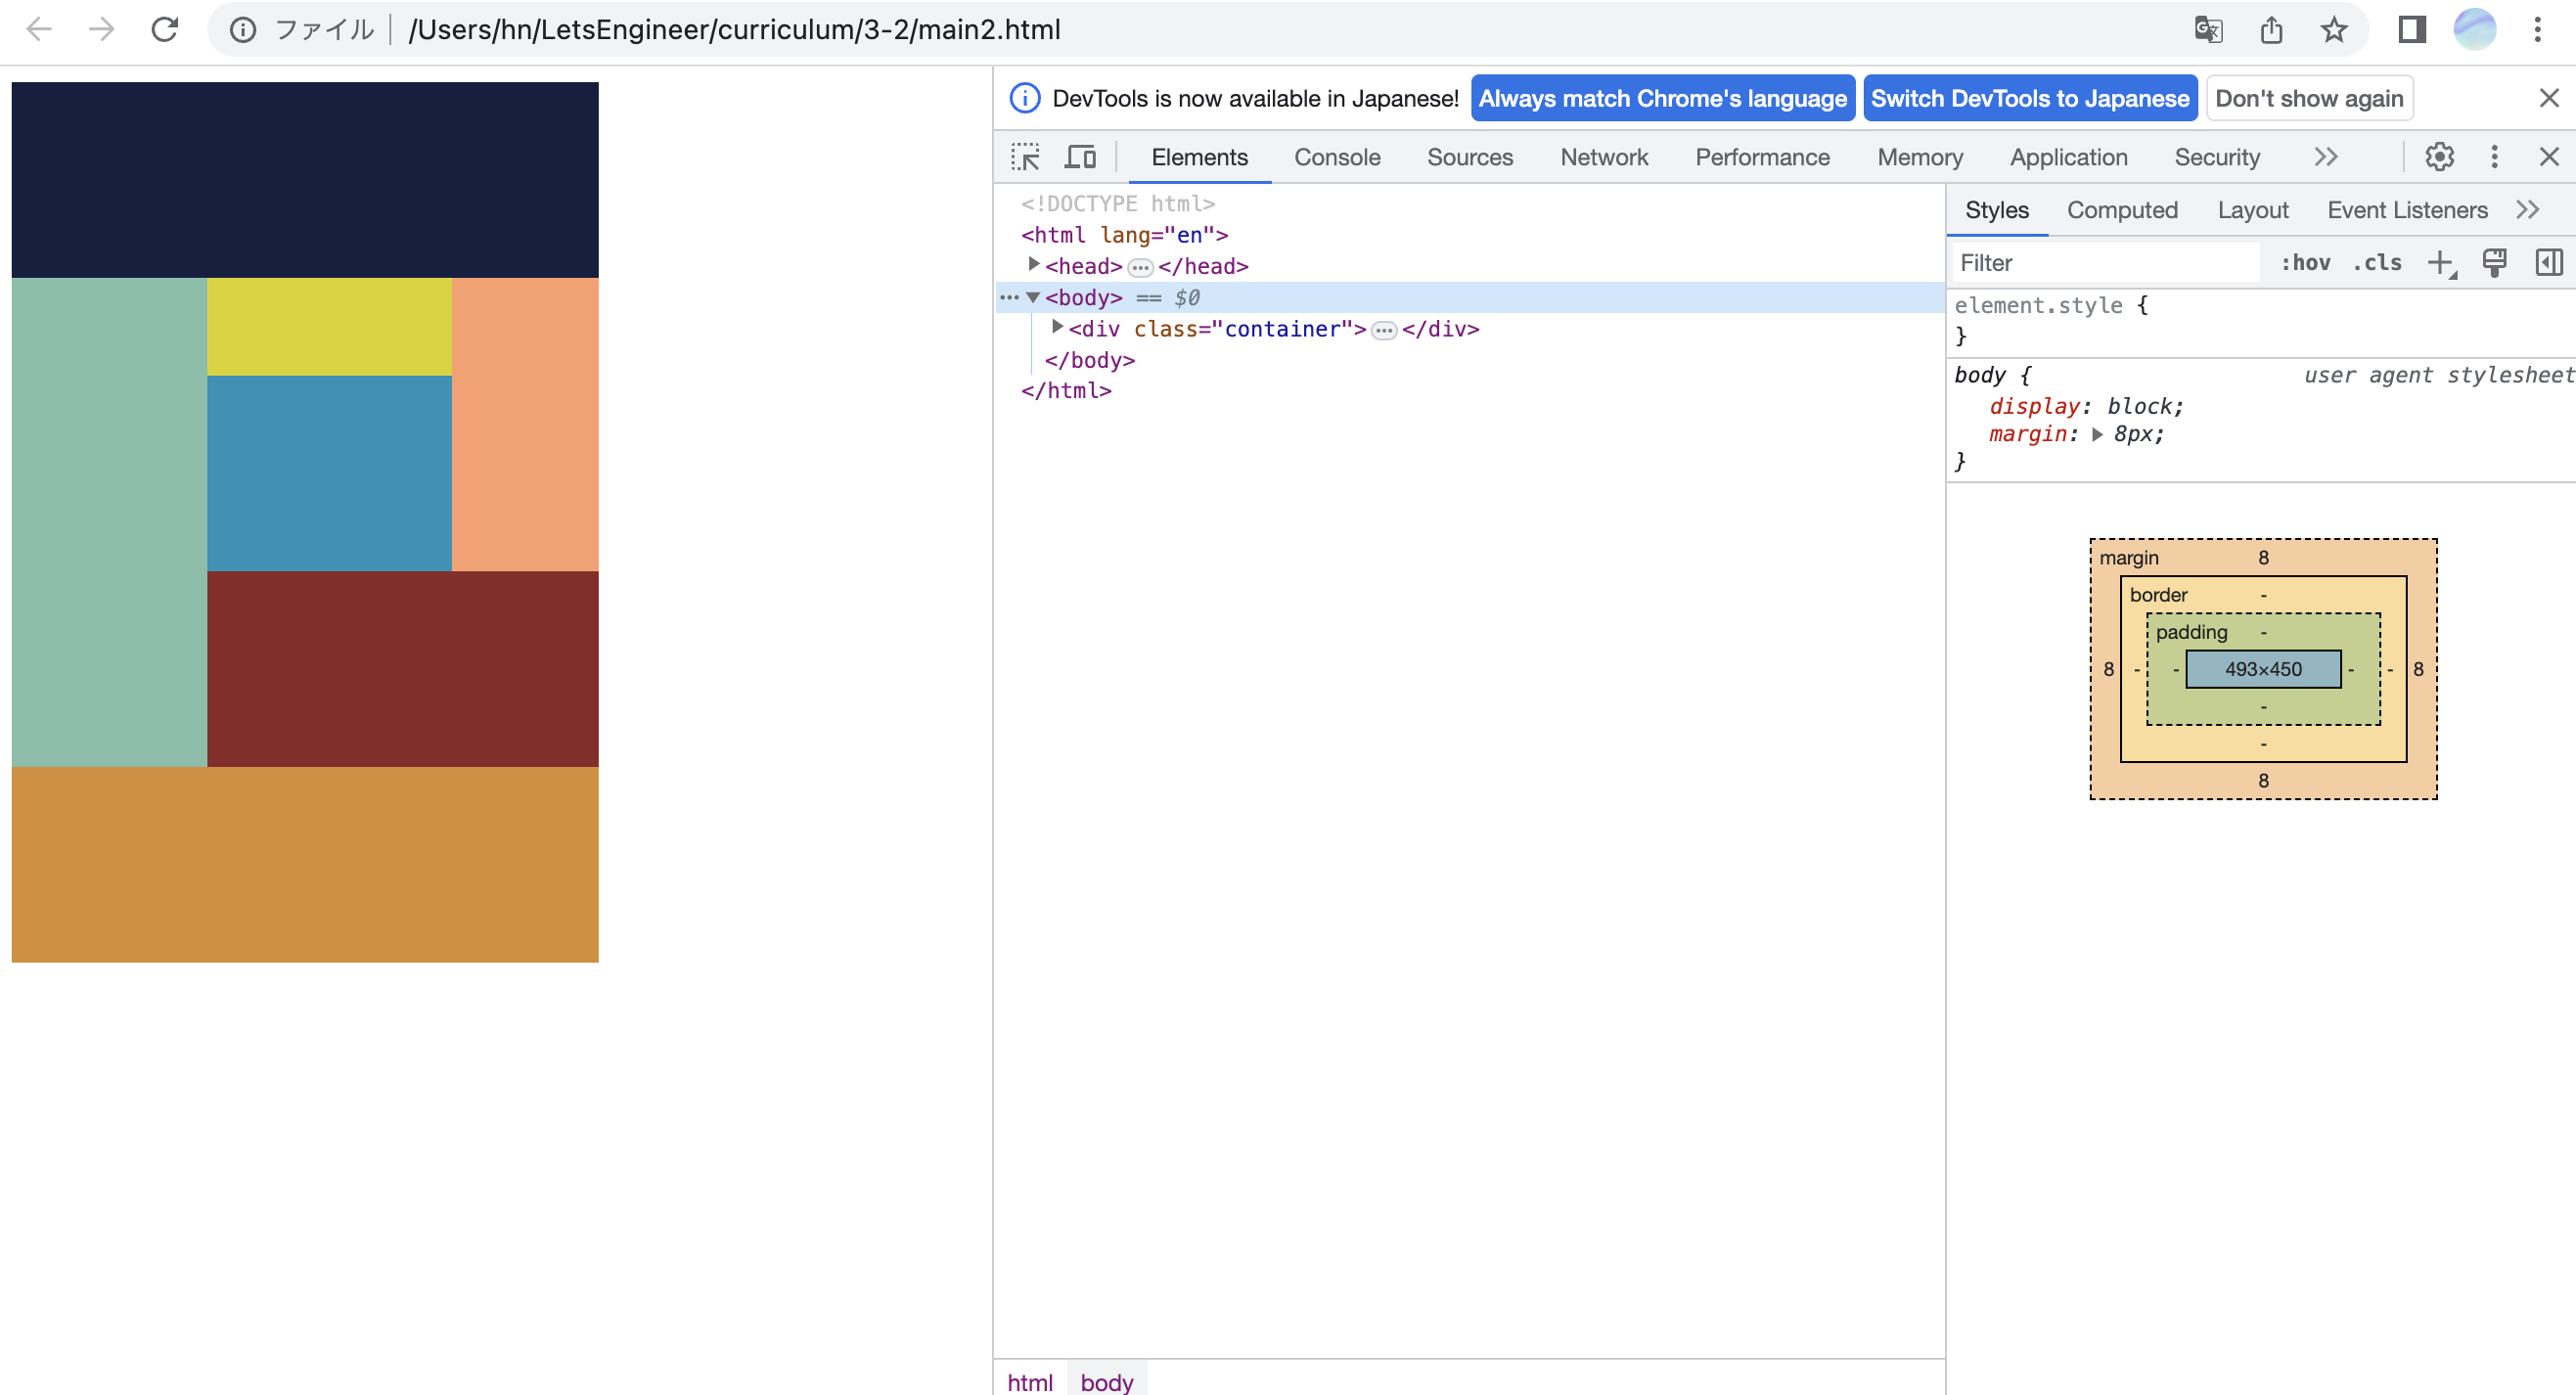 ファイル /Users/hn/LetsEngineer/curriculum/3-2/main2.html
DevTools is now available in Japanese! Always match Chrome's language Switch DevTools to Japanese Don't show again
Elements Console Sources Network Performance Memory Application Security
<!DOCTYPE html>
<html lang="en">
<head>…</head>
<body> == $0
<div class="container">…</div>
</body>
</html>
html body
Styles Computed Layout Event Listeners
Filter :hov .cls
element.style {
}
body { user agent stylesheet
display: block;
margin: 8px;
}
margin 8
border -
padding -
8 - - 493×450 - - 8
-
-
8